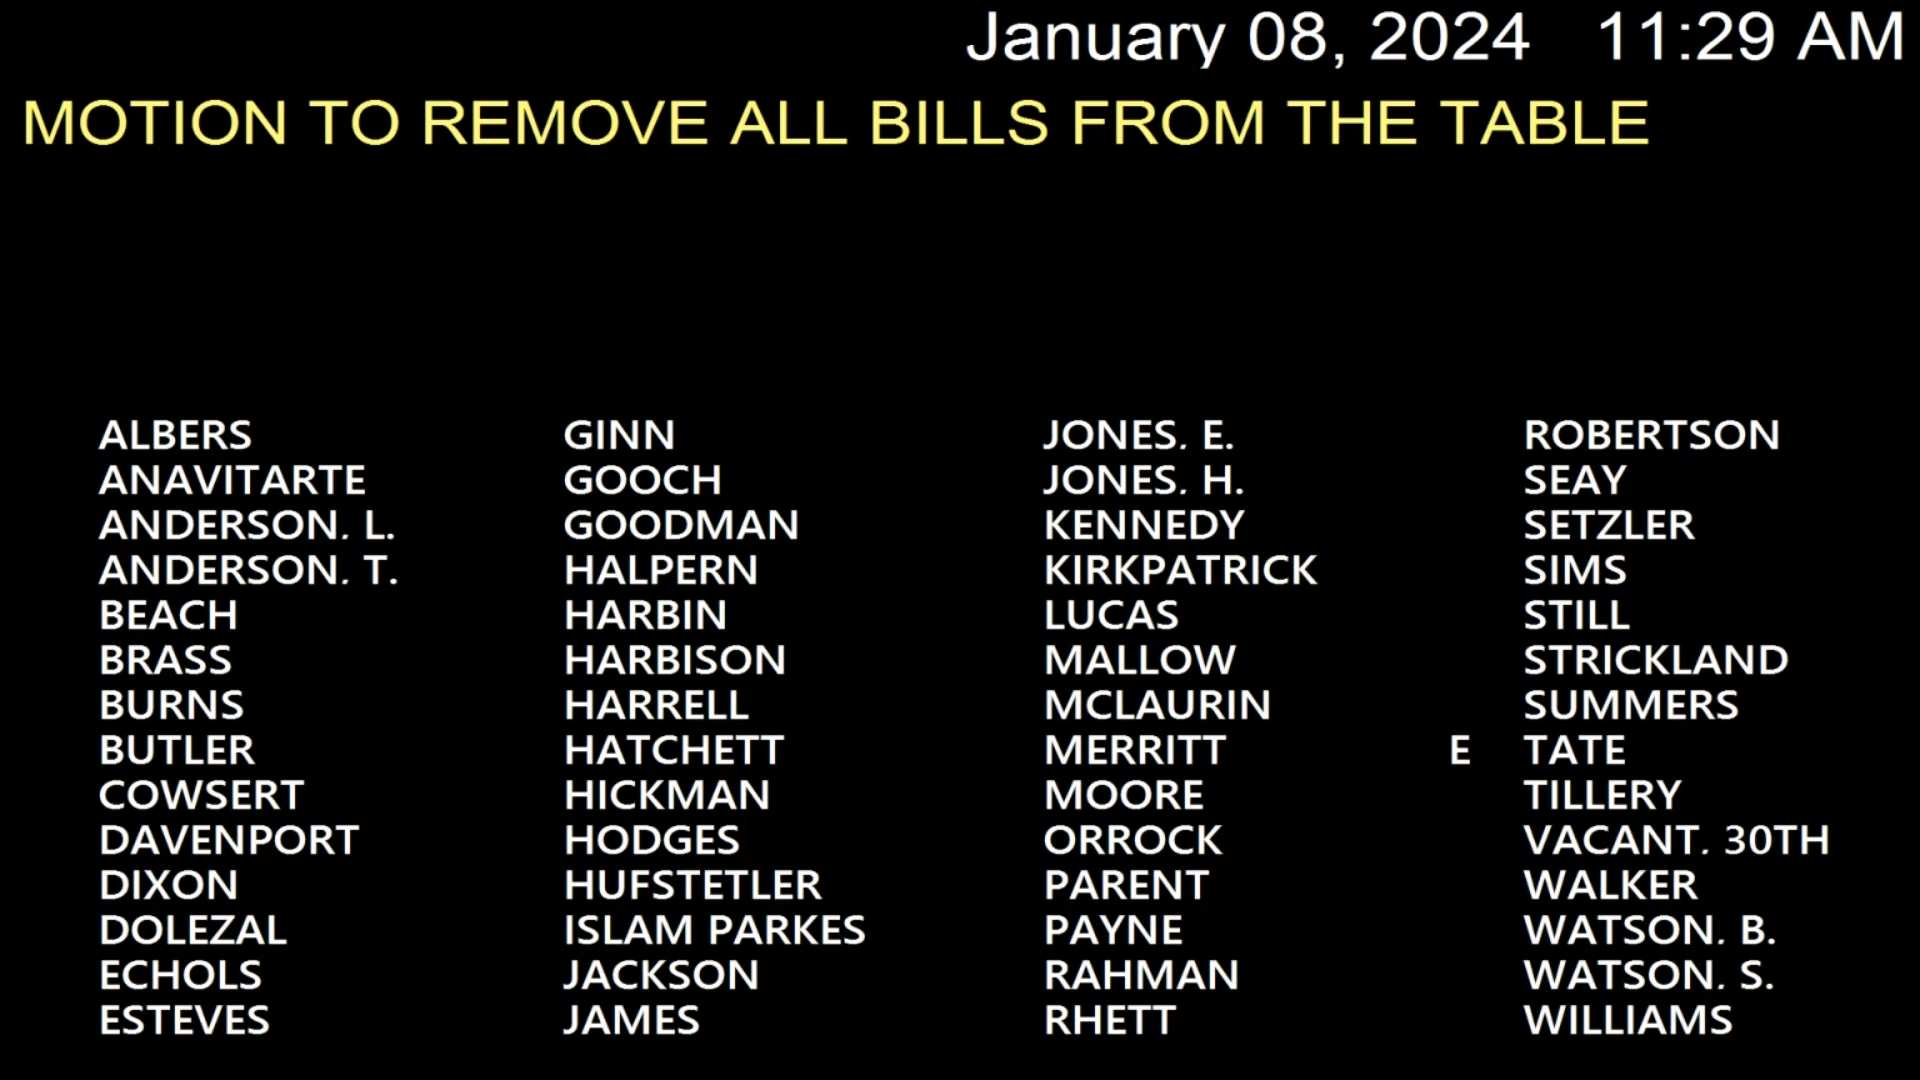 January 08, 2024 11:29 AM
MOTION TO REMOVE ALL BILLS FROM THE TABLE
ALBERS
ANAVITARTE
ANDERSON, L.
ANDERSON, T.
BEACH
BRASS
BURNS
BUTLER
COWSERT
DAVENPORT
DIXON
DOLEZAL
ECHOLS
ESTEVES
GINN
GOOCH
GOODMAN
HALPERN
HARBIN
HARBISON
HARRELL
HATCHETT
HICKMAN
HODGES
HUFSTETLER
ISLAM PARKES
JACKSON
JAMES
JONES, E.
JONES, H.
KENNEDY
KIRKPATRICK
LUCAS
MALLOW
MCLAURIN
MERRITT
MOORE
ORROCK
PARENT
PAYNE
RAHMAN
RHETT
ROBERTSON
SEAY
SETZLER
SIMS
STILL
STRICKLAND
SUMMERS
E TATE
TILLERY
VACANT, 30TH
WALKER
WATSON, B.
WATSON, S.
WILLIAMS